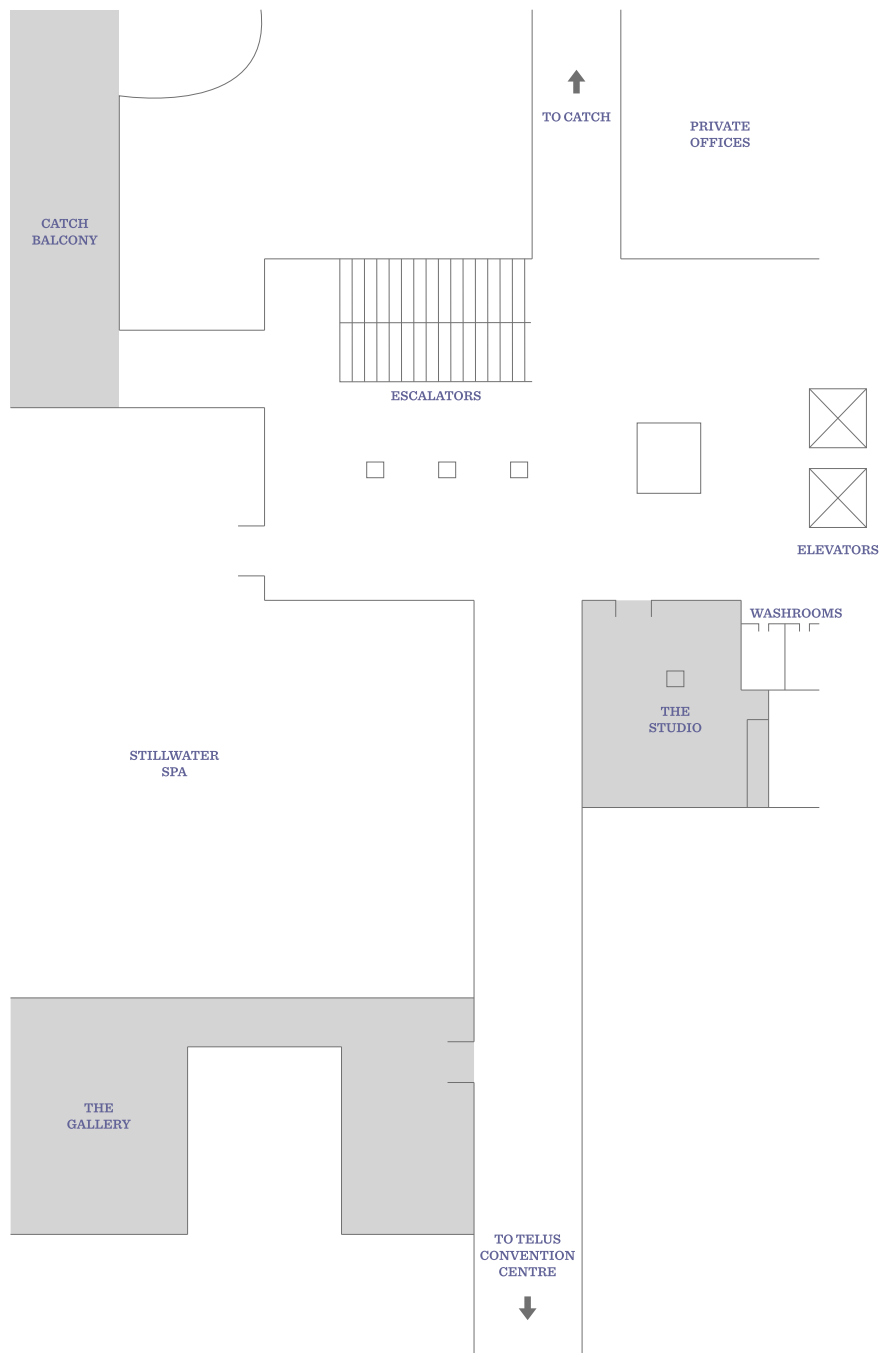 TO CATCH
PRIVATE
OFFICES
CATCH
BALCONY
ESCALATORS
ELEVATORS
WASHROOMS
THE
STUDIO
STILLWATER
SPA
THE
GALLERY
TO TELUS
CONVENTION
CENTRE